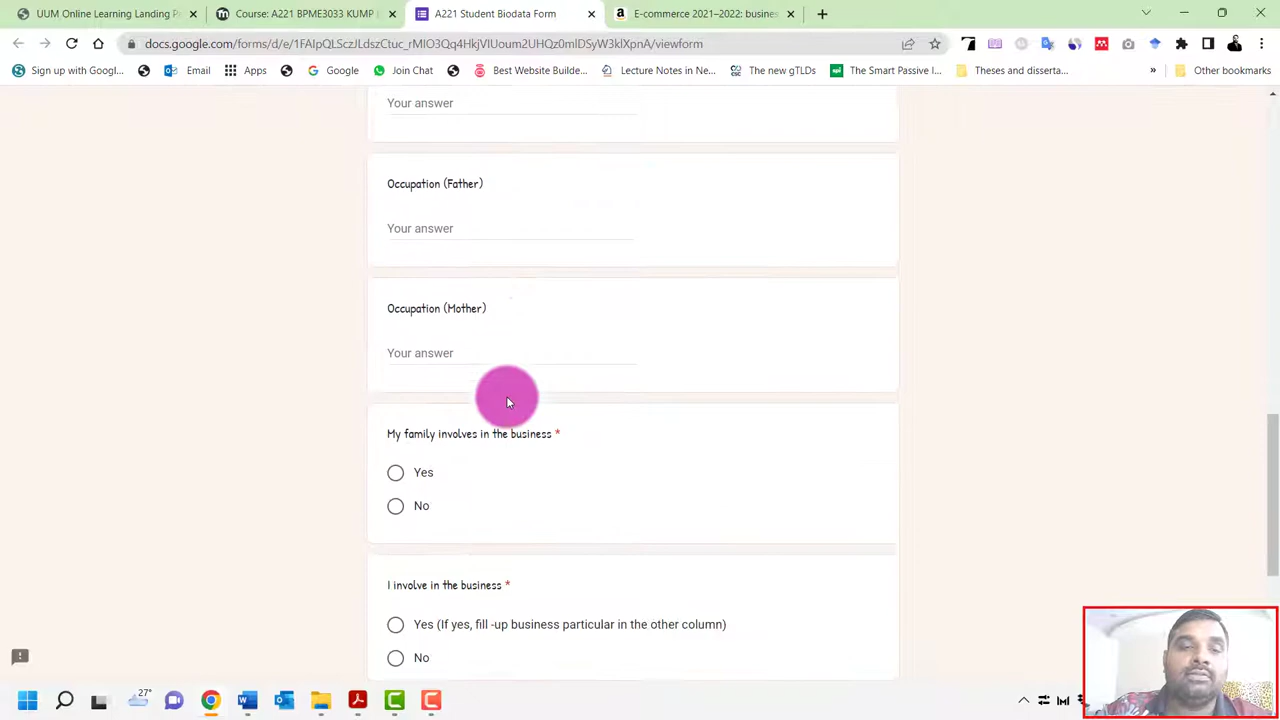 UUM Online Learning Landing P
Course: A221 BPME3033 KUMP
A221 Student Biodata Form
E-commerce 2021–2022: busines
docs.google.com/forms/d/e/1FAIpQLSczJLdszCtuc_rMIO3Qx4HkjVIUoum2UHQz0mlDSyW3klXpnA/viewform
Sign up with Googl...
Email
Apps
Google
Join Chat
Best Website Builde...
Lecture Notes in Ne...
The new gTLDs
The Smart Passive I...
Theses and disserta...
»
Other bookmarks
Your answer
Occupation (Father)
Your answer
Occupation (Mother)
Your answer
My family involves in the business *
Yes
No
I involve in the business *
Yes (If yes, fill -up business particular in the other column)
No
27°